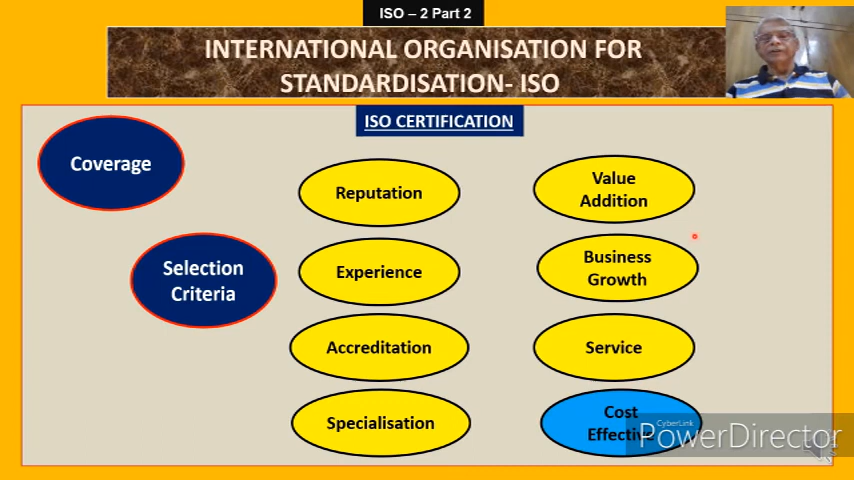 ISO – 2 Part 2
INTERNATIONAL ORGANISATION FOR
STANDARDISATION- ISO
ISO CERTIFICATION
Coverage
Selection
Criteria
Reputation
Experience
Accreditation
Specialisation
Value
Addition
Business
Growth
Service
Cost
Effective
CyberLink
PowerDirector